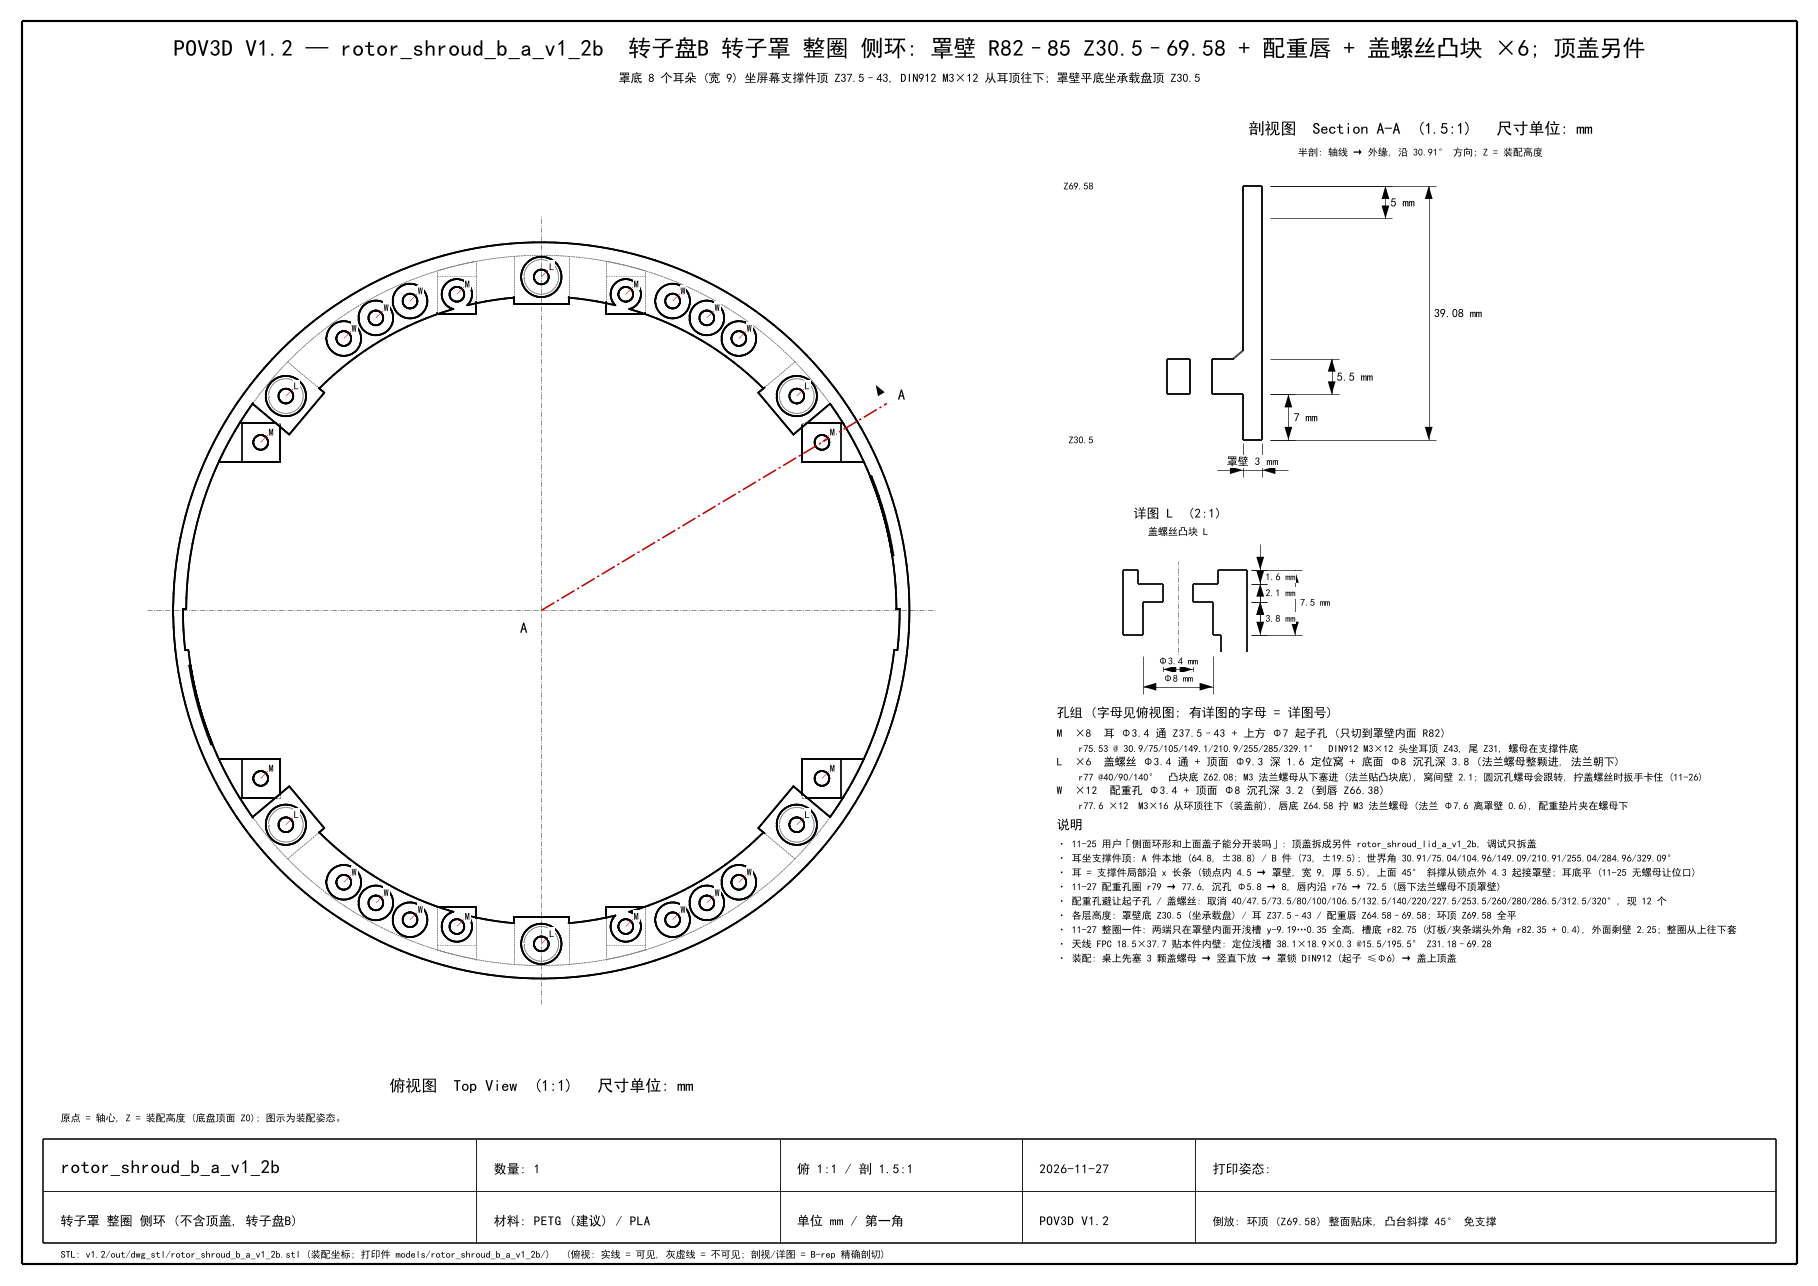 POV3D V1.2 — rotor_shroud_b_a_v1_2b  转子盘B 转子罩 整圈 侧环: 罩壁 R82–85 Z30.5–69.58 + 配重唇 + 盖螺丝凸块 ×6; 顶盖另件
罩底 8 个耳朵 (宽 9) 坐屏幕支撑件顶 Z37.5–43, DIN912 M3×12 从耳顶往下; 罩壁平底坐承载盘顶 Z30.5
剖视图  Section A-A  (1.5:1)   尺寸单位: mm
半剖: 轴线 → 外缘, 沿 30.91° 方向; Z = 装配高度
Z69.58
5 mm
39.08 mm
5.5 mm
7 mm
Z30.5
罩壁 3 mm
L
M
M
W
W
W
W
W
W
L
L
M
M
A
A
M
M
L
L
W
W
W
W
W
W
M
M
L
详图 L  (2:1)
盖螺丝凸块 L
1.6 mm
2.1 mm
7.5 mm
3.8 mm
Φ3.4 mm
Φ8 mm
孔组 (字母见俯视图; 有详图的字母 = 详图号)
M  ×8  耳 Φ3.4 通 Z37.5–43 + 上方 Φ7 起子孔 (只切到罩壁内面 R82)
r75.53 @ 30.9/75/105/149.1/210.9/255/285/329.1°  DIN912 M3×12 头坐耳顶 Z43, 尾 Z31, 螺母在支撑件底
L  ×6  盖螺丝 Φ3.4 通 + 顶面 Φ9.3 深 1.6 定位窝 + 底面 Φ8 沉孔深 3.8 (法兰螺母整颗进, 法兰朝下)
r77 @40/90/140°  凸块底 Z62.08; M3 法兰螺母从下塞进 (法兰贴凸块底), 窝间壁 2.1; 圆沉孔螺母会跟转, 拧盖螺丝时扳手卡住 (11-26)
W  ×12  配重孔 Φ3.4 + 顶面 Φ8 沉孔深 3.2 (到唇 Z66.38)
r77.6 ×12  M3×16 从环顶往下 (装盖前), 唇底 Z64.58 拧 M3 法兰螺母 (法兰 Φ7.6 离罩壁 0.6), 配重垫片夹在螺母下
说明
· 11-25 用户「侧面环形和上面盖子能分开装吗」: 顶盖拆成另件 rotor_shroud_lid_a_v1_2b, 调试只拆盖
· 耳坐支撑件顶: A 件本地 (64.8, ±38.8) / B 件 (73, ±19.5); 世界角 30.91/75.04/104.96/149.09/210.91/255.04/284.96/329.09°
· 耳 = 支撑件局部沿 x 长条 (锁点内 4.5 → 罩壁, 宽 9, 厚 5.5), 上面 45° 斜撑从锁点外 4.3 起接罩壁; 耳底平 (11-25 无螺母让位口)
· 11-27 配重孔圈 r79 → 77.6, 沉孔 Φ5.8 → 8, 唇内沿 r76 → 72.5 (唇下法兰螺母不顶罩壁)
· 配重孔避让起子孔 / 盖螺丝: 取消 40/47.5/73.5/80/100/106.5/132.5/140/220/227.5/253.5/260/280/286.5/312.5/320°, 现 12 个
· 各层高度: 罩壁底 Z30.5 (坐承载盘) / 耳 Z37.5–43 / 配重唇 Z64.58–69.58; 环顶 Z69.58 全平
· 11-27 整圈一件: 两端只在罩壁内面开浅槽 y-9.19…0.35 全高, 槽底 r82.75 (灯板/夹条端头外角 r82.35 + 0.4), 外面剩壁 2.25; 整圈从上往下套
· 天线 FPC 18.5×37.7 贴本件内壁: 定位浅槽 38.1×18.9×0.3 @15.5/195.5° Z31.18–69.28
· 装配: 桌上先塞 3 颗盖螺母 → 竖直下放 → 罩锁 DIN912 (起子 ≤Φ6) → 盖上顶盖
俯视图  Top View  (1:1)   尺寸单位: mm
原点 = 轴心, Z = 装配高度 (底盘顶面 Z0); 图示为装配姿态。
rotor_shroud_b_a_v1_2b
数量: 1
俯 1:1 / 剖 1.5:1
2026-11-27
打印姿态:
转子罩 整圈 侧环 (不含顶盖, 转子盘B)
材料: PETG (建议) / PLA
单位 mm / 第一角
POV3D V1.2
倒放: 环顶 (Z69.58) 整面贴床, 凸台斜撑 45° 免支撑
STL: v1.2/out/dwg_stl/rotor_shroud_b_a_v1_2b.stl (装配坐标; 打印件 models/rotor_shroud_b_a_v1_2b/)   (俯视: 实线 = 可见, 灰虚线 = 不可见; 剖视/详图 = B-rep 精确剖切)